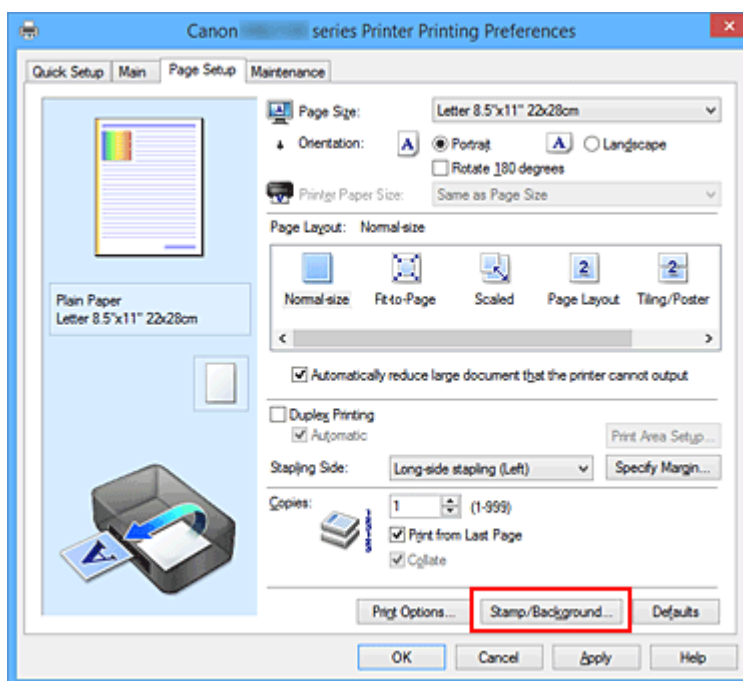 Canon series Printer Printing Preferences
Quick Setup Main Page Setup Maintenance
Page Size: Letter 8.5"x11" 22x28cm
Orientation: A Portrait A Landscape
Rotate 180 degrees
Printer Paper Size: Same as Page Size
Page Layout: Normal-size
2 2
Normal-size Fit-to-Page Scaled Page Layout Tiling/Poster
Plain Paper
Letter 8.5"x11" 22x28cm
Automatically reduce large document that the printer cannot output
Duplex Printing
Automatic
Print Area Setup...
Stapling Side: Long-side stapling (Left) Specify Margin...
Copies: 1 (1-999)
Print from Last Page
Collate
A
Print Options... Stamp/Background... Defaults
OK Cancel Apply Help